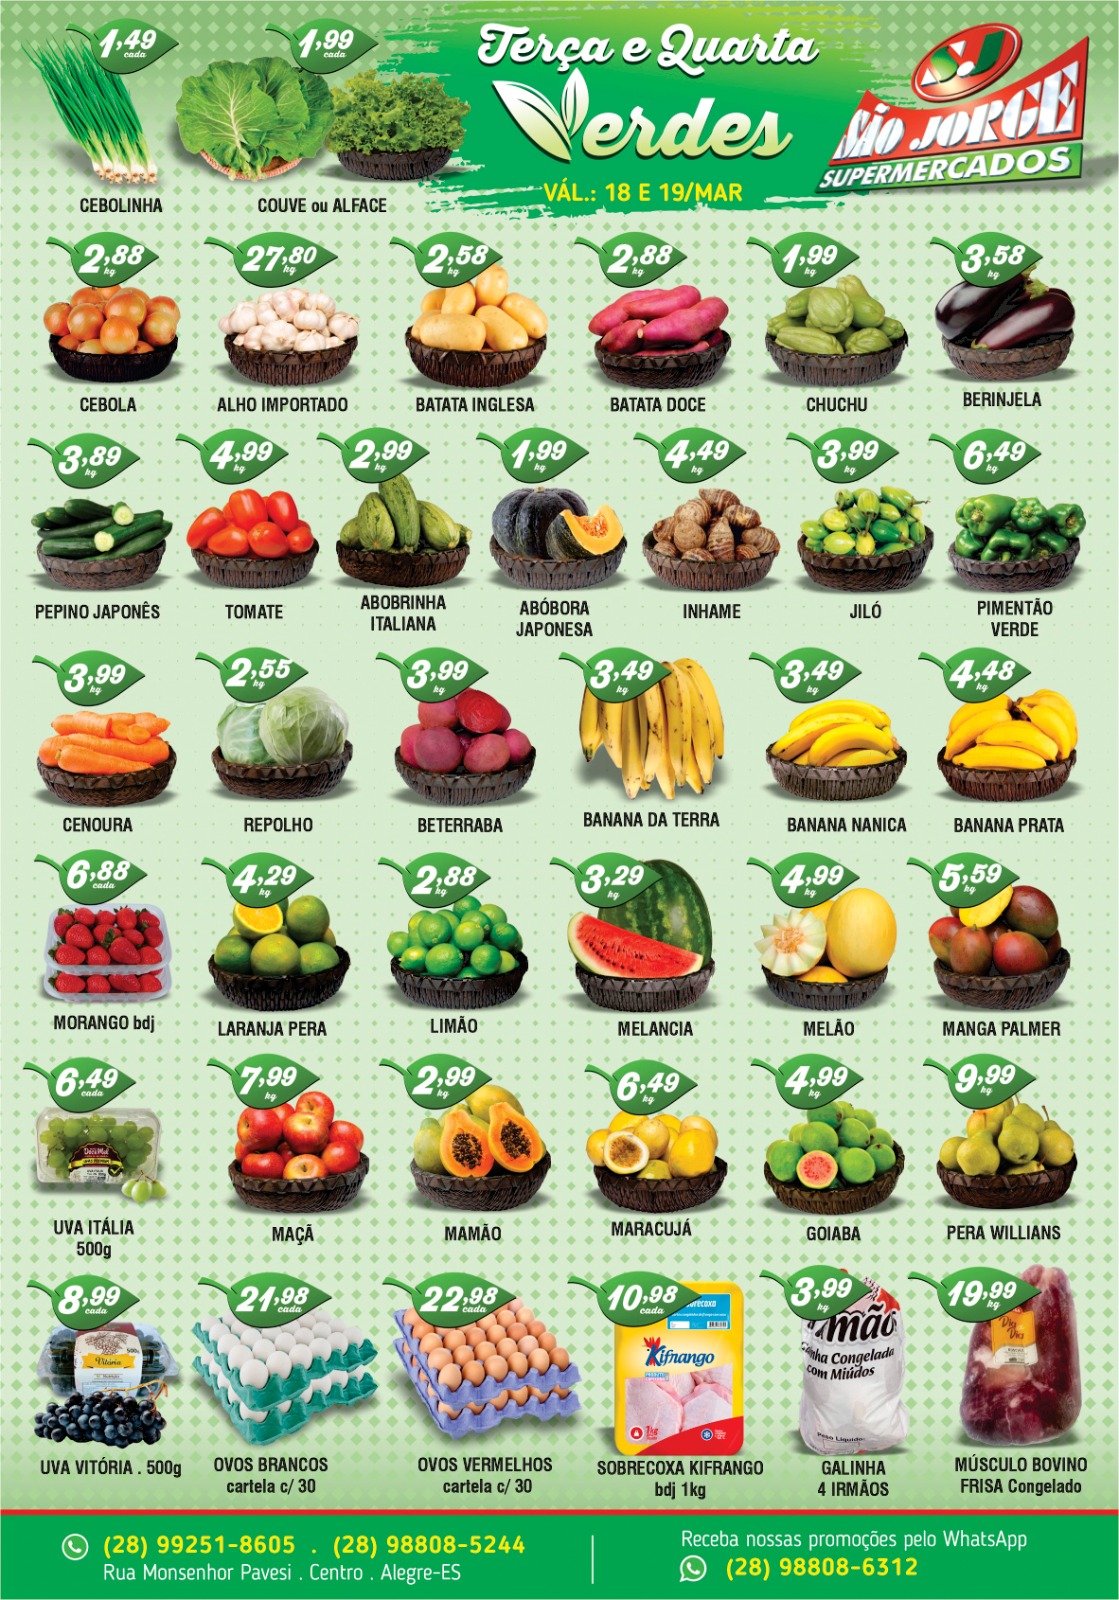 Terça e Quarta
Verdes
VÁL.: 18 E 19/MAR
SJ
SÃO JORGE
SUPERMERCADOS
1,49
cada
CEBOLINHA
1,99
cada
COUVE ou ALFACE
2,88
kg
CEBOLA
27,80
kg
ALHO IMPORTADO
2,58
kg
BATATA INGLESA
2,88
kg
BATATA DOCE
1,99
kg
CHUCHU
3,58
kg
BERINJELA
3,89
kg
PEPINO JAPONÊS
4,99
kg
TOMATE
2,99
kg
ABOBRINHA
ITALIANA
1,99
kg
ABÓBORA
JAPONESA
4,49
kg
INHAME
3,99
kg
JILÓ
6,49
kg
PIMENTÃO
VERDE
3,99
kg
CENOURA
2,55
kg
REPOLHO
3,99
kg
BETERRABA
3,49
kg
BANANA DA TERRA
3,49
kg
BANANA NANICA
4,48
kg
BANANA PRATA
6,88
cada
MORANGO bdj
4,29
kg
LARANJA PERA
2,88
kg
LIMÃO
3,29
kg
MELANCIA
4,99
kg
MELÃO
5,59
kg
MANGA PALMER
6,49
cada
UVA ITÁLIA
500g
7,99
kg
MAÇÃ
2,99
kg
MAMÃO
6,49
kg
MARACUJÁ
4,99
kg
GOIABA
9,99
kg
PERA WILLIANS
8,99
cada
Vitória
500g
UVA VITÓRIA . 500g
21,98
cada
OVOS BRANCOS
cartela c/ 30
22,98
cada
OVOS VERMELHOS
cartela c/ 30
10,98
cada
Kifrango
1kg
SOBRECOXA KIFRANGO
bdj 1kg
3,99
kg
Congelada
com Miúdos
GALINHA
4 IRMÃOS
19,99
kg
MÚSCULO BOVINO
FRISA Congelado
(28) 99251-8605 . (28) 98808-5244
Rua Monsenhor Pavesi . Centro . Alegre-ES
Receba nossas promoções pelo WhatsApp
(28) 98808-6312